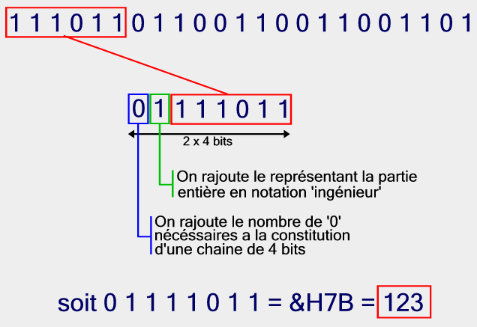 1 1 1 0 1 1 0 1 1 0 0 1 1 0 0 1 1 0 0 1 1 0 1
0 1 1 1 1 0 1 1
2 x 4 bits
On rajoute le représentant la partie
entière en notation 'ingénieur'
On rajoute le nombre de '0'
nécéssaires a la constitution
d'une chaine de 4 bits
soit 0 1 1 1 1 0 1 1 = &H7B = 123